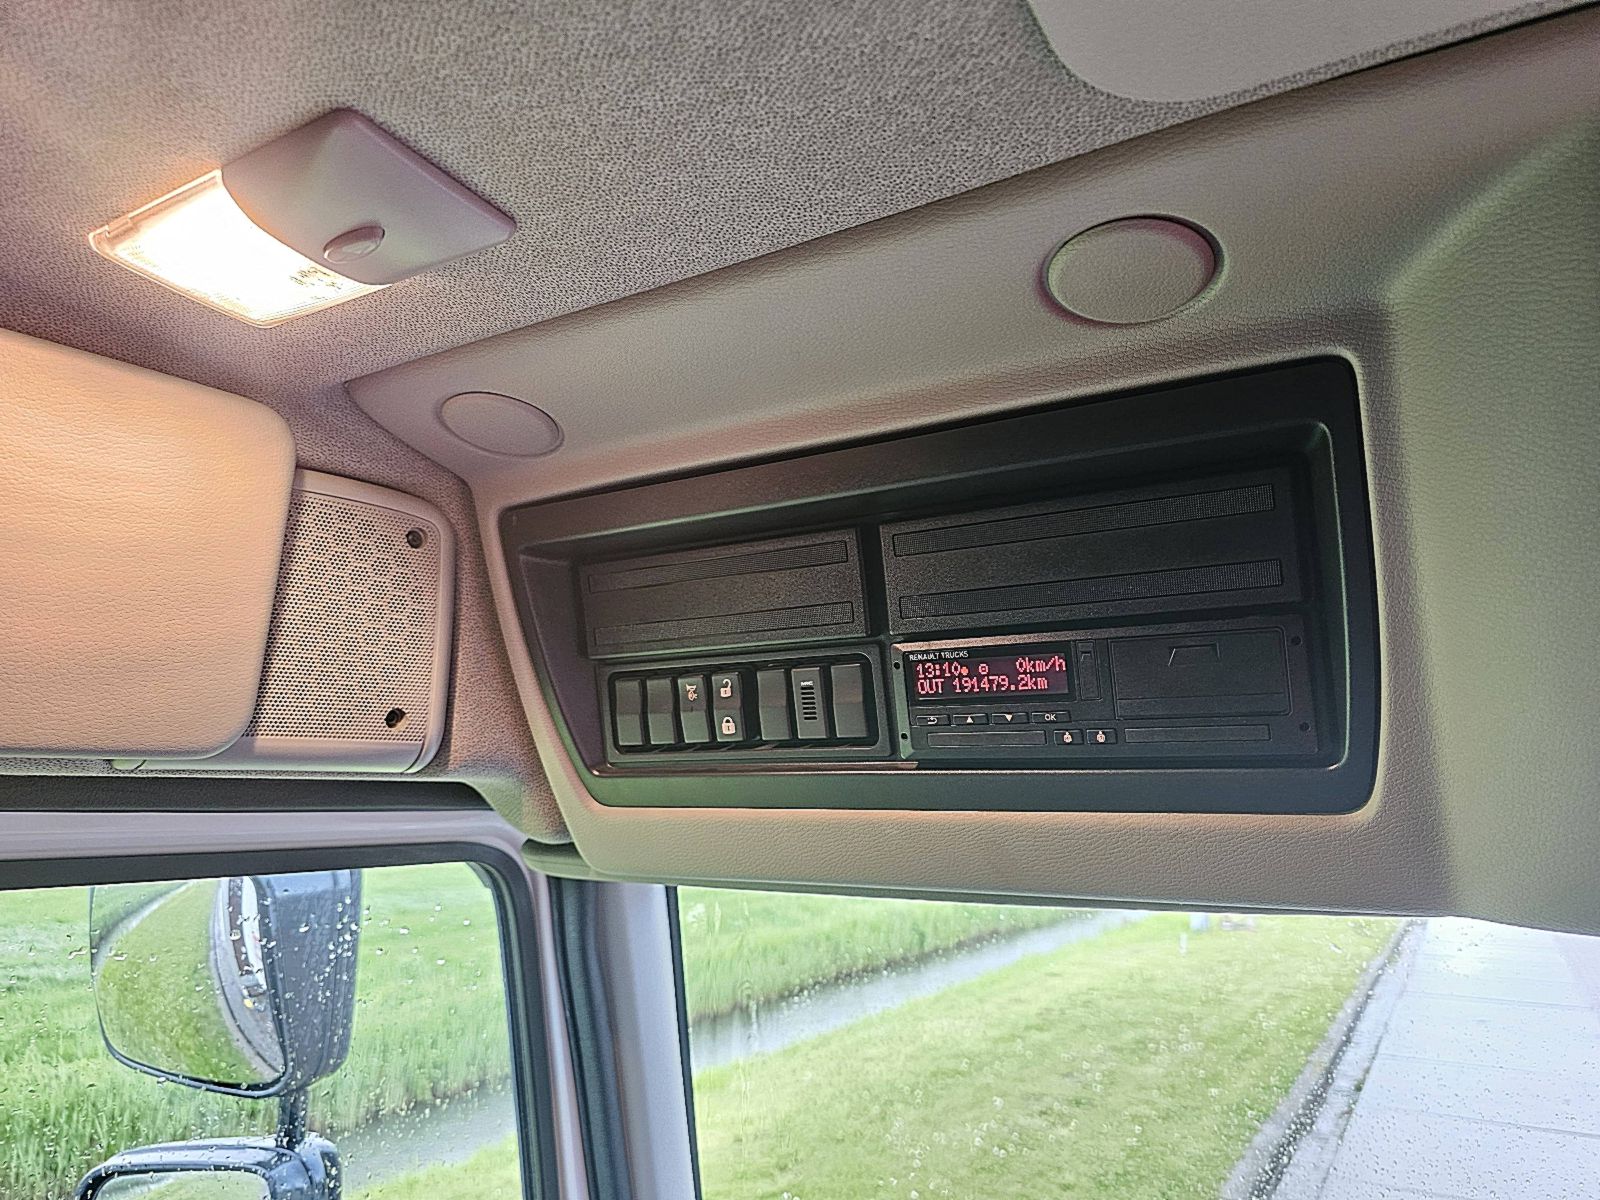 RENAULT TRUCKS
13:10 0km/h
OUT 191479.2km
OK